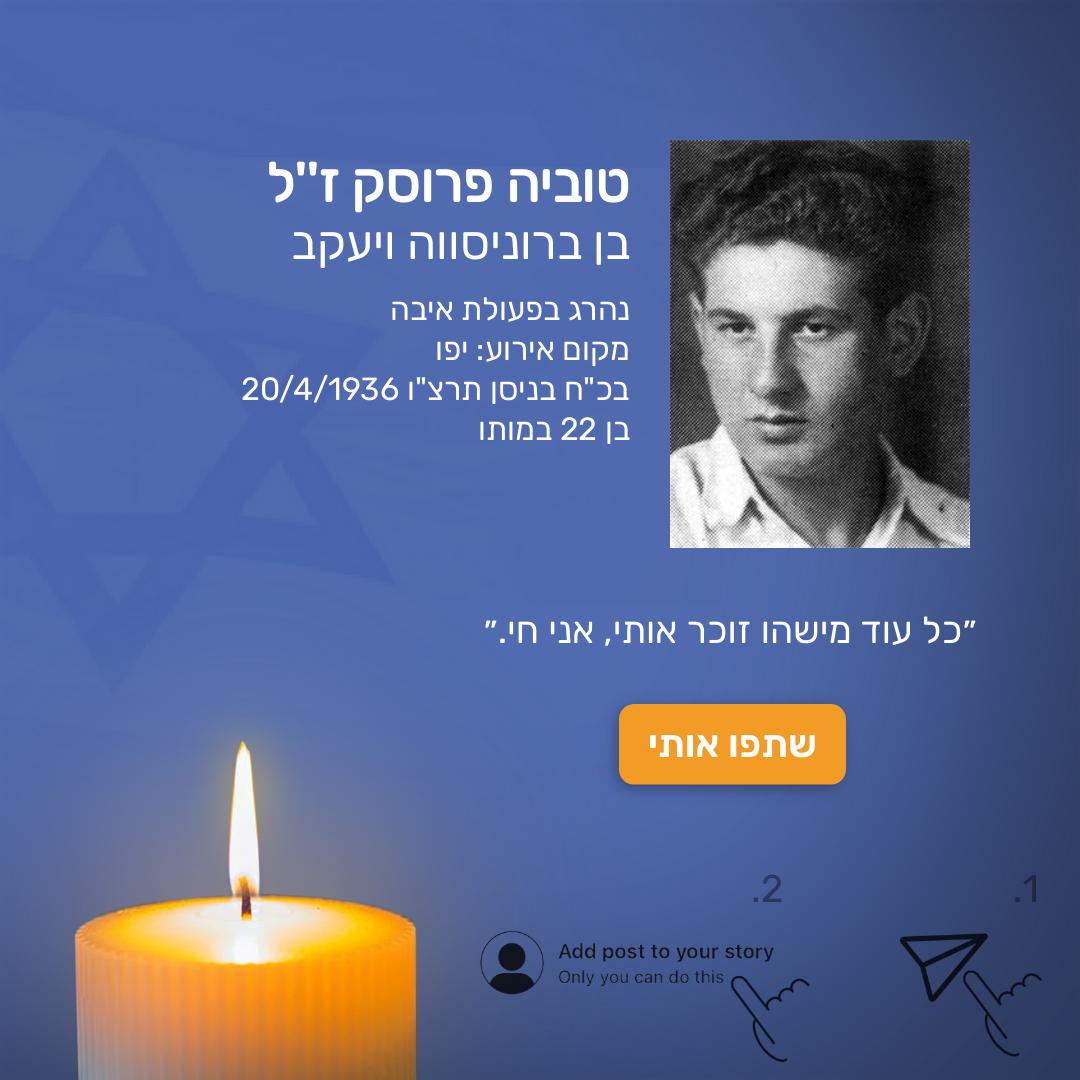 טוביה פרוסק ז"ל
בן ברוניסווה ויעקב
נהרג בפעולת איבה
מקום אירוע: יפו
בכ"ח בניסן תרצ"ו 20/4/1936
בן 22 במותו
״כל עוד מישהו זוכר אותי, אני חי.״
שתפו אותי
1.
2.
Add post to your story
Only you can do this